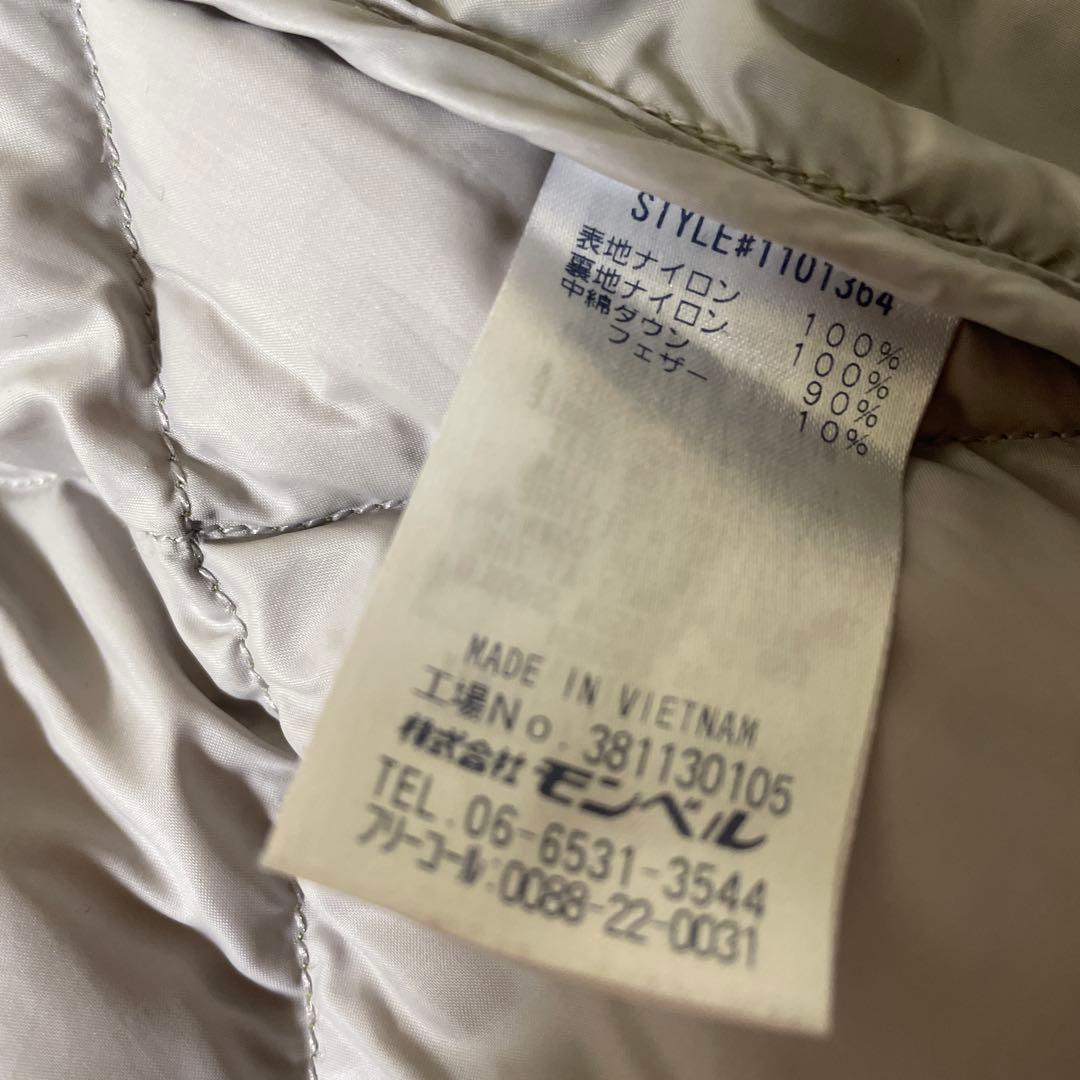 STYLE#1101364
表地ナイロン 100%
裏地ナイロン 100%
中綿ダウン 90%
フェザー 10%
MADE IN VIETNAM
工場No.381130105
株式会社モンベル
TEL.06-6531-3544
フリーコール:0088-22-0031